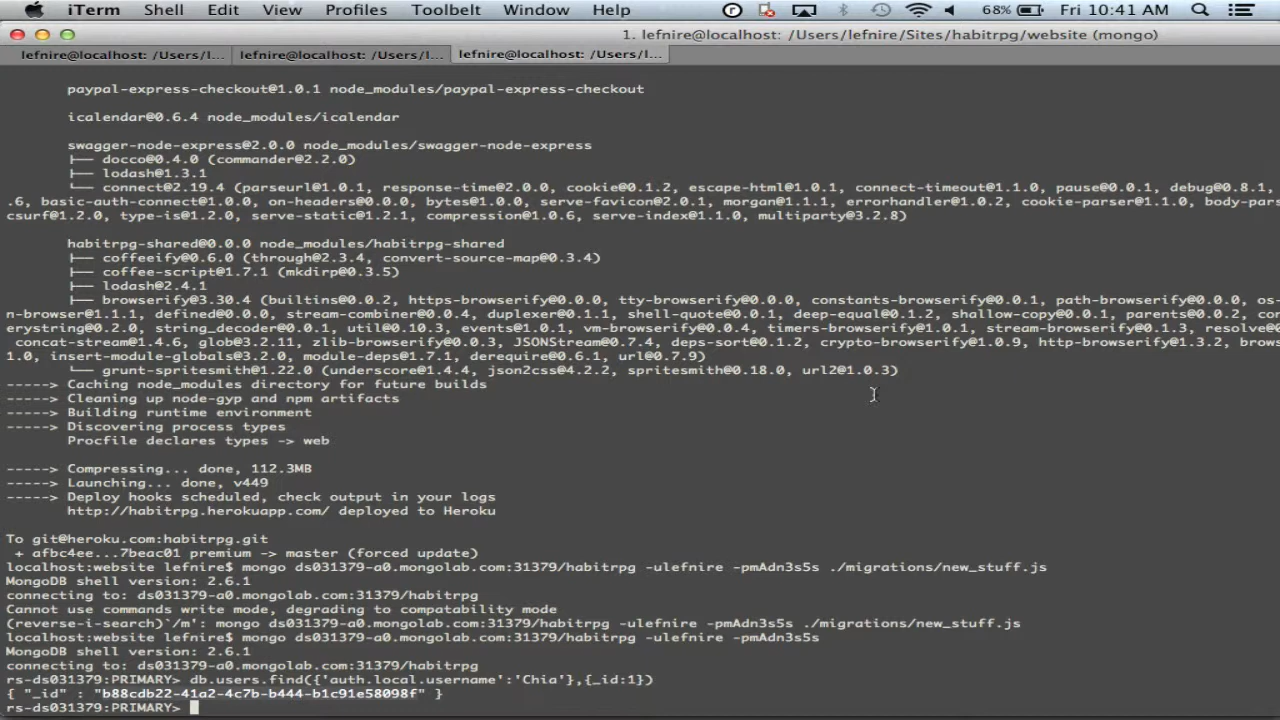 iTerm Shell Edit View Profiles Toolbelt Window Help 68% Fri 10:41 AM
1. lefnire@localhost: /Users/lefnire/Sites/habitrpg/website (mongo)
lefnire@localhost: /Users/l... lefnire@localhost: /Users/l... lefnire@localhost: /Users/l...
paypal-express-checkout@1.0.1 node_modules/paypal-express-checkout
icalendar@0.6.4 node_modules/icalendar
swagger-node-express@2.0.0 node_modules/swagger-node-express
├── docco@0.4.0 (commander@2.2.0)
├── lodash@1.3.1
└── connect@2.19.4 (parseurl@1.0.1, response-time@2.0.0, cookie@0.1.2, escape-html@1.0.1, connect-timeout@1.1.0, pause@0.0.1, debug@0.8.1,
.6, basic-auth-connect@1.0.0, on-headers@0.0.0, bytes@1.0.0, serve-favicon@2.0.1, morgan@1.1.1, errorhandler@1.0.2, cookie-parser@1.1.0, body-pars
csurf@1.2.0, type-is@1.2.0, serve-static@1.2.1, compression@1.0.6, serve-index@1.1.0, multiparty@3.2.8)
habitrpg-shared@0.0.0 node_modules/habitrpg-shared
├── coffeeify@0.6.0 (through@2.3.4, convert-source-map@0.3.4)
├── coffee-script@1.7.1 (mkdirp@0.3.5)
├── lodash@2.4.1
├── browserify@3.30.4 (builtins@0.0.2, https-browserify@0.0.0, tty-browserify@0.0.0, constants-browserify@0.0.1, path-browserify@0.0.0, os-
n-browser@1.1.1, defined@0.0.0, stream-combiner@0.0.4, duplexer@0.1.1, shell-quote@0.0.1, deep-equal@0.1.2, shallow-copy@0.0.1, parents@0.0.2, con
erystring@0.2.0, string_decoder@0.0.1, util@0.10.3, events@1.0.1, vm-browserify@0.0.4, timers-browserify@1.0.1, stream-browserify@0.1.3, resolve@0
concat-stream@1.4.6, glob@3.2.11, zlib-browserify@0.0.3, JSONStream@0.7.4, deps-sort@0.1.2, crypto-browserify@1.0.9, http-browserify@1.3.2, brows
1.0, insert-module-globals@3.2.0, module-deps@1.7.1, derequire@0.6.1, url@0.7.9)
└── grunt-spritesmith@1.22.0 (underscore@1.4.4, json2css@4.2.2, spritesmith@0.18.0, url2@1.0.3)
-----> Caching node_modules directory for future builds
-----> Cleaning up node-gyp and npm artifacts
-----> Building runtime environment
-----> Discovering process types
Procfile declares types -> web
-----> Compressing... done, 112.3MB
-----> Launching... done, v449
-----> Deploy hooks scheduled, check output in your logs
http://habitrpg.herokuapp.com/ deployed to Heroku
To git@heroku.com:habitrpg.git
+ afbc4ee...7beac01 premium -> master (forced update)
localhost:website lefnire$ mongo ds031379-a0.mongolab.com:31379/habitrpg -ulefnire -pmAdn3s5s ./migrations/new_stuff.js
MongoDB shell version: 2.6.1
connecting to: ds031379-a0.mongolab.com:31379/habitrpg
Cannot use commands write mode, degrading to compatability mode
(reverse-i-search)`/m': mongo ds031379-a0.mongolab.com:31379/habitrpg -ulefnire -pmAdn3s5s ./migrations/new_stuff.js
localhost:website lefnire$ mongo ds031379-a0.mongolab.com:31379/habitrpg -ulefnire -pmAdn3s5s
MongoDB shell version: 2.6.1
connecting to: ds031379-a0.mongolab.com:31379/habitrpg
rs-ds031379:PRIMARY> db.users.find({'auth.local.username':'Chia'},{_id:1})
{ "_id" : "b88cdb22-41a2-4c7b-b444-b1c91e58098f" }
rs-ds031379:PRIMARY>